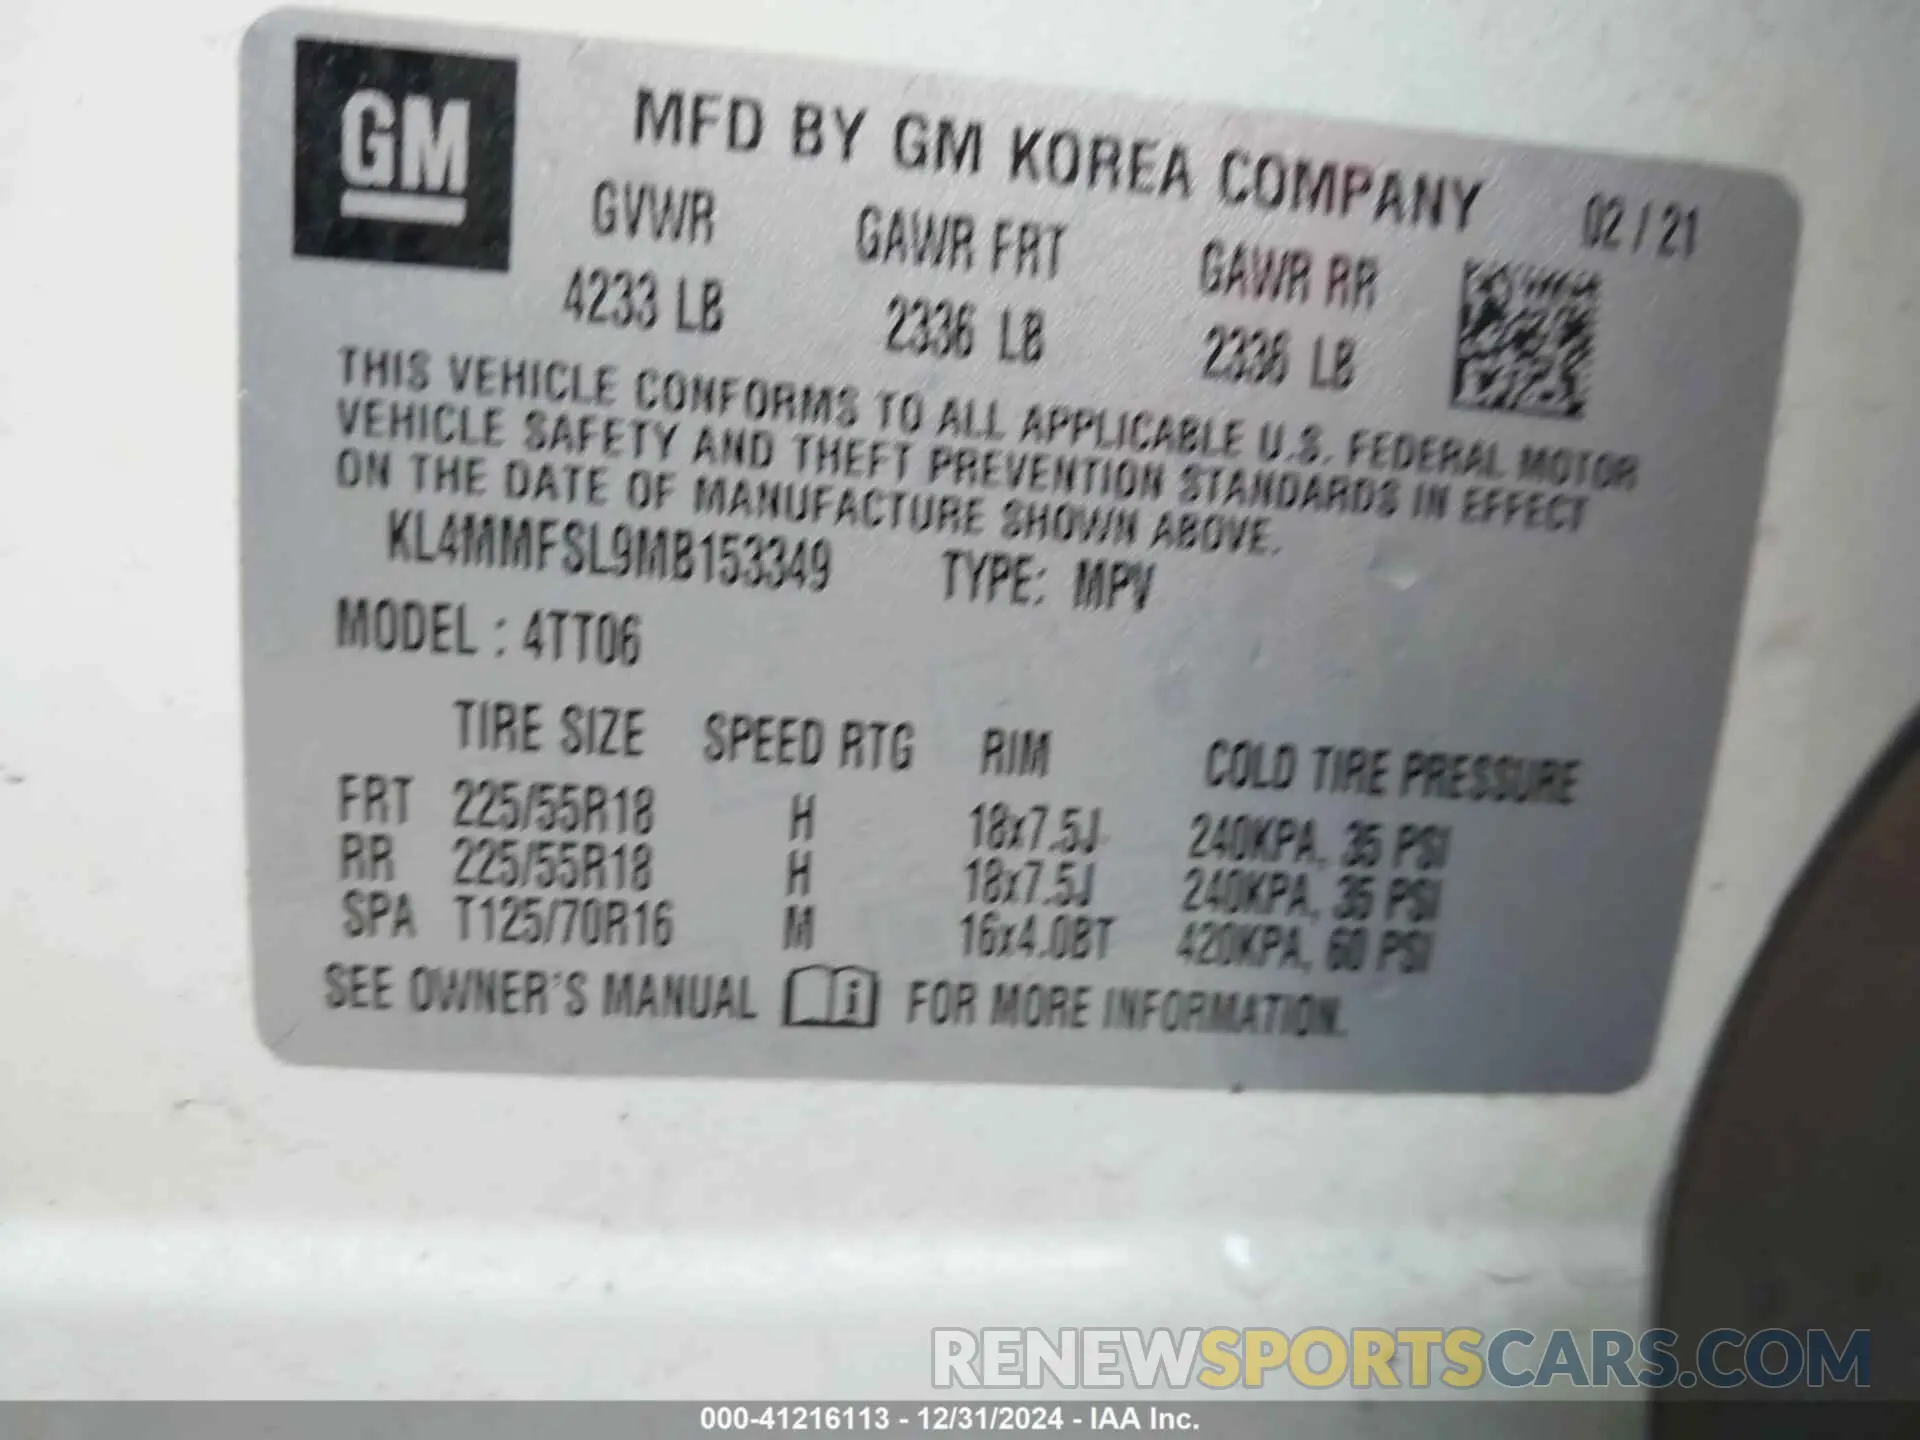 GM
MFD BY GM KOREA COMPANY 02 / 21
GVWR GAWR FRT GAWR RR
4233 LB 2336 LB 2336 LB
THIS VEHICLE CONFORMS TO ALL APPLICABLE U.S. FEDERAL MOTOR
VEHICLE SAFETY AND THEFT PREVENTION STANDARDS IN EFFECT
ON THE DATE OF MANUFACTURE SHOWN ABOVE.
KL4MMFSL9MB153349 TYPE: MPV
MODEL : 4TT06
TIRE SIZE SPEED RTG RIM COLD TIRE PRESSURE
FRT 225/55R18 H 18x7.5J 240KPA, 35 PSI
RR 225/55R18 H 18x7.5J 240KPA, 35 PSI
SPA T125/70R16 M 16x4.0BT 420KPA, 60 PSI
SEE OWNER'S MANUAL i FOR MORE INFORMATION.
RENEWSPORTSCARS.COM
000-41216113 - 12/31/2024 - IAA Inc.